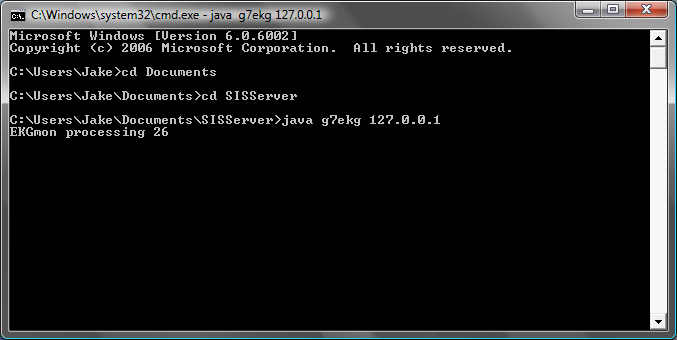 C:\Windows\system32\cmd.exe - java  g7ekg 127.0.0.1
Microsoft Windows [Version 6.0.6002]
Copyright (c) 2006 Microsoft Corporation.  All rights reserved.
C:\Users\Jake>cd Documents
C:\Users\Jake\Documents>cd SISServer
C:\Users\Jake\Documents\SISServer>java g7ekg 127.0.0.1
EKGmon processing 26